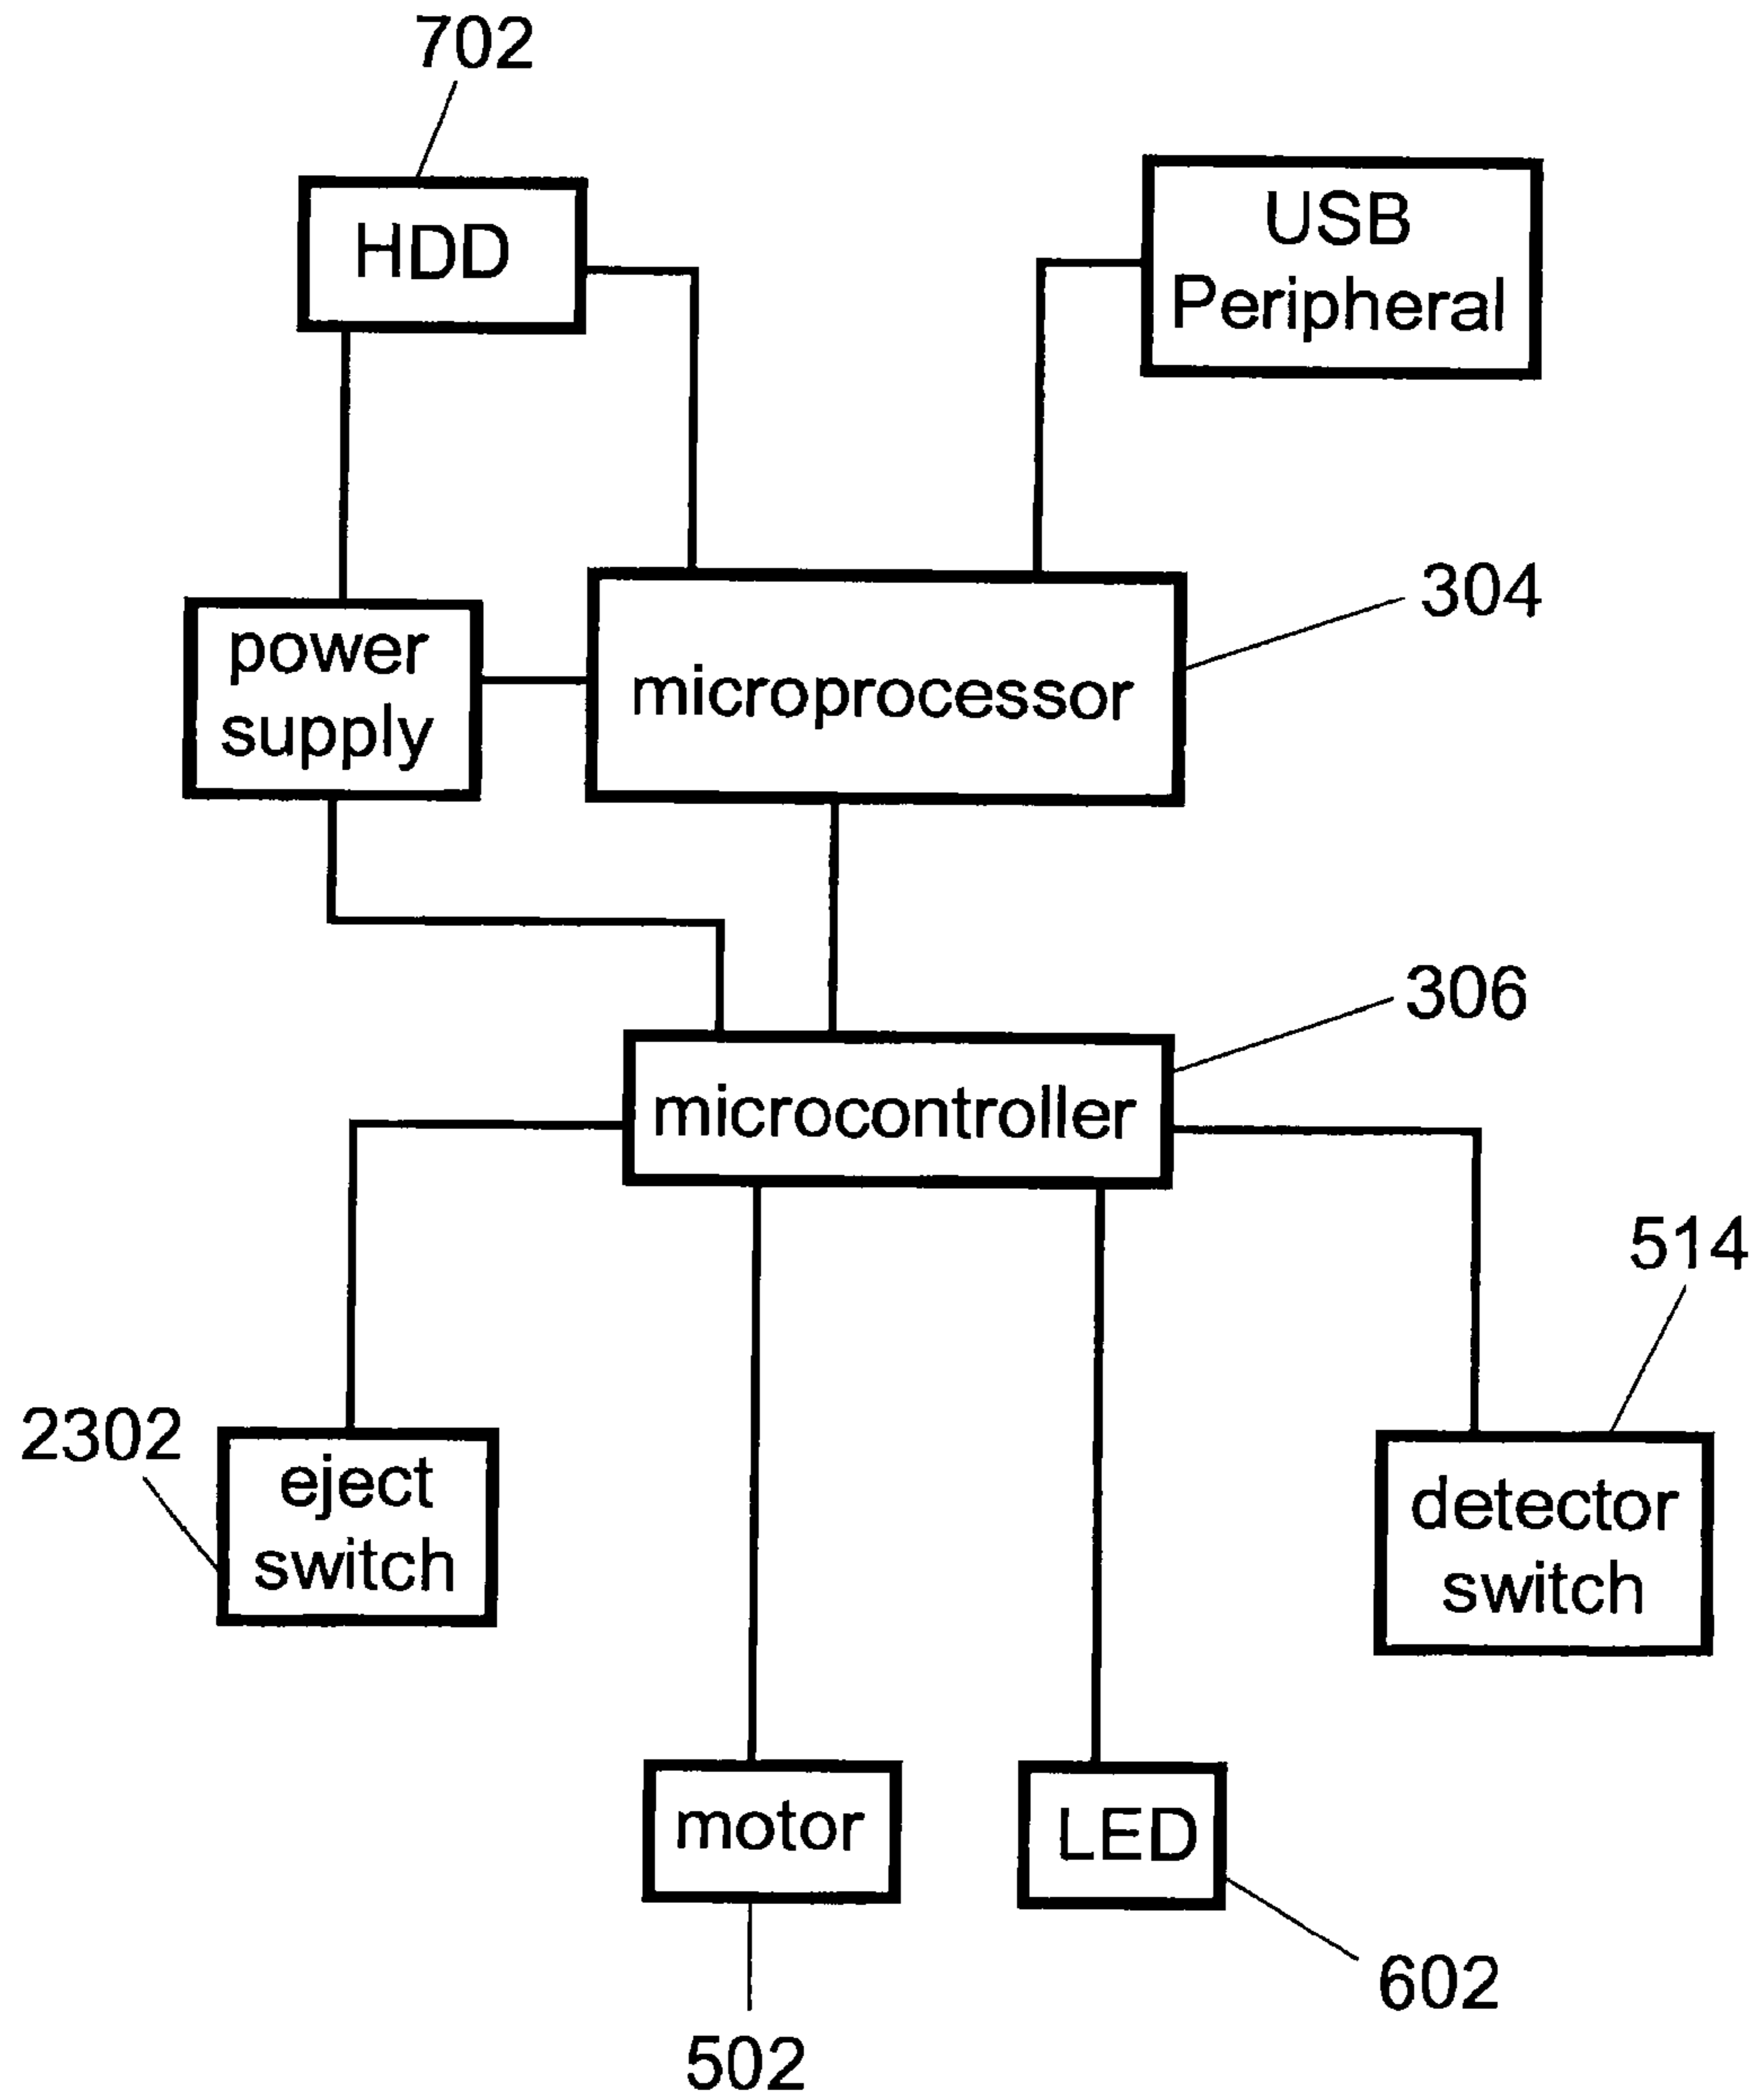 702
HDD
USB
Peripheral
304
power
supply
microprocessor
306
microcontroller
514
2302
eject
switch
detector
switch
motor
LED
602
502